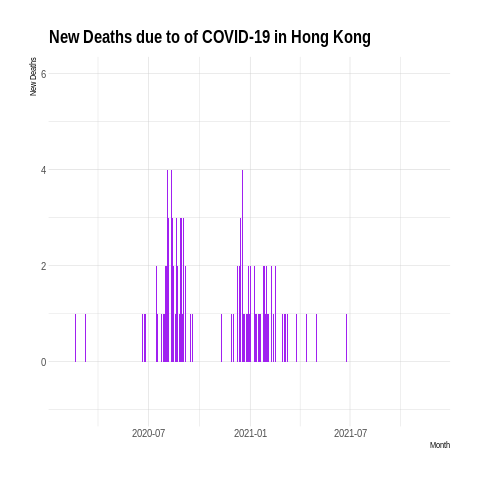 New Deaths due to of COVID-19 in Hong Kong
New Deaths
6
4
2
0
2020-07 2021-01 2021-07
Month